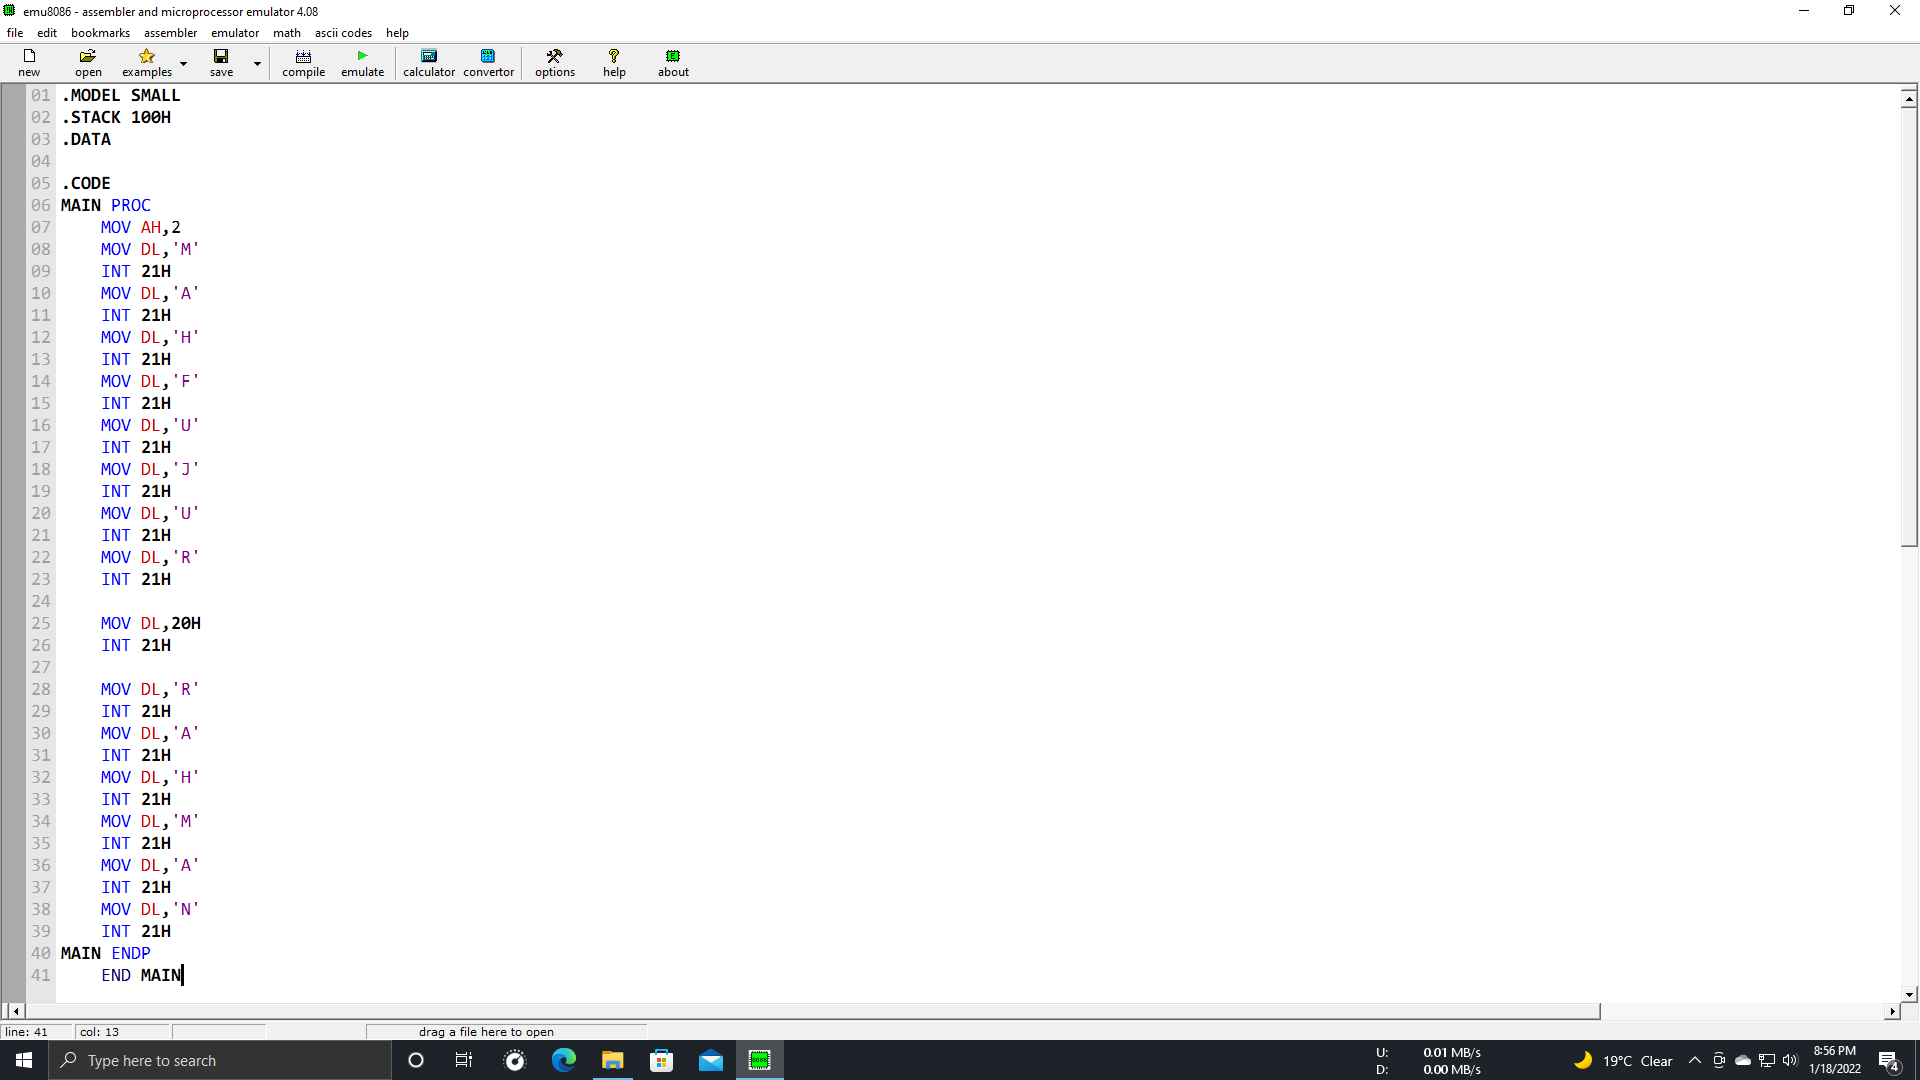 emu8086 - assembler and microprocessor emulator 4.08
file edit bookmarks assembler emulator math ascii codes help
new open examples save compile emulate calculator convertor options help about
01 .MODEL SMALL
02 .STACK 100H
03 .DATA
04
05 .CODE
06 MAIN PROC
07 MOV AH,2
08 MOV DL,'M'
09 INT 21H
10 MOV DL,'A'
11 INT 21H
12 MOV DL,'H'
13 INT 21H
14 MOV DL,'F'
15 INT 21H
16 MOV DL,'U'
17 INT 21H
18 MOV DL,'J'
19 INT 21H
20 MOV DL,'U'
21 INT 21H
22 MOV DL,'R'
23 INT 21H
24
25 MOV DL,20H
26 INT 21H
27
28 MOV DL,'R'
29 INT 21H
30 MOV DL,'A'
31 INT 21H
32 MOV DL,'H'
33 INT 21H
34 MOV DL,'M'
35 INT 21H
36 MOV DL,'A'
37 INT 21H
38 MOV DL,'N'
39 INT 21H
40 MAIN ENDP
41 END MAIN
line: 41 col: 13 drag a file here to open
Type here to search
U: 0.01 MB/s
D: 0.00 MB/s
19°C Clear
8:56 PM
1/18/2022
4